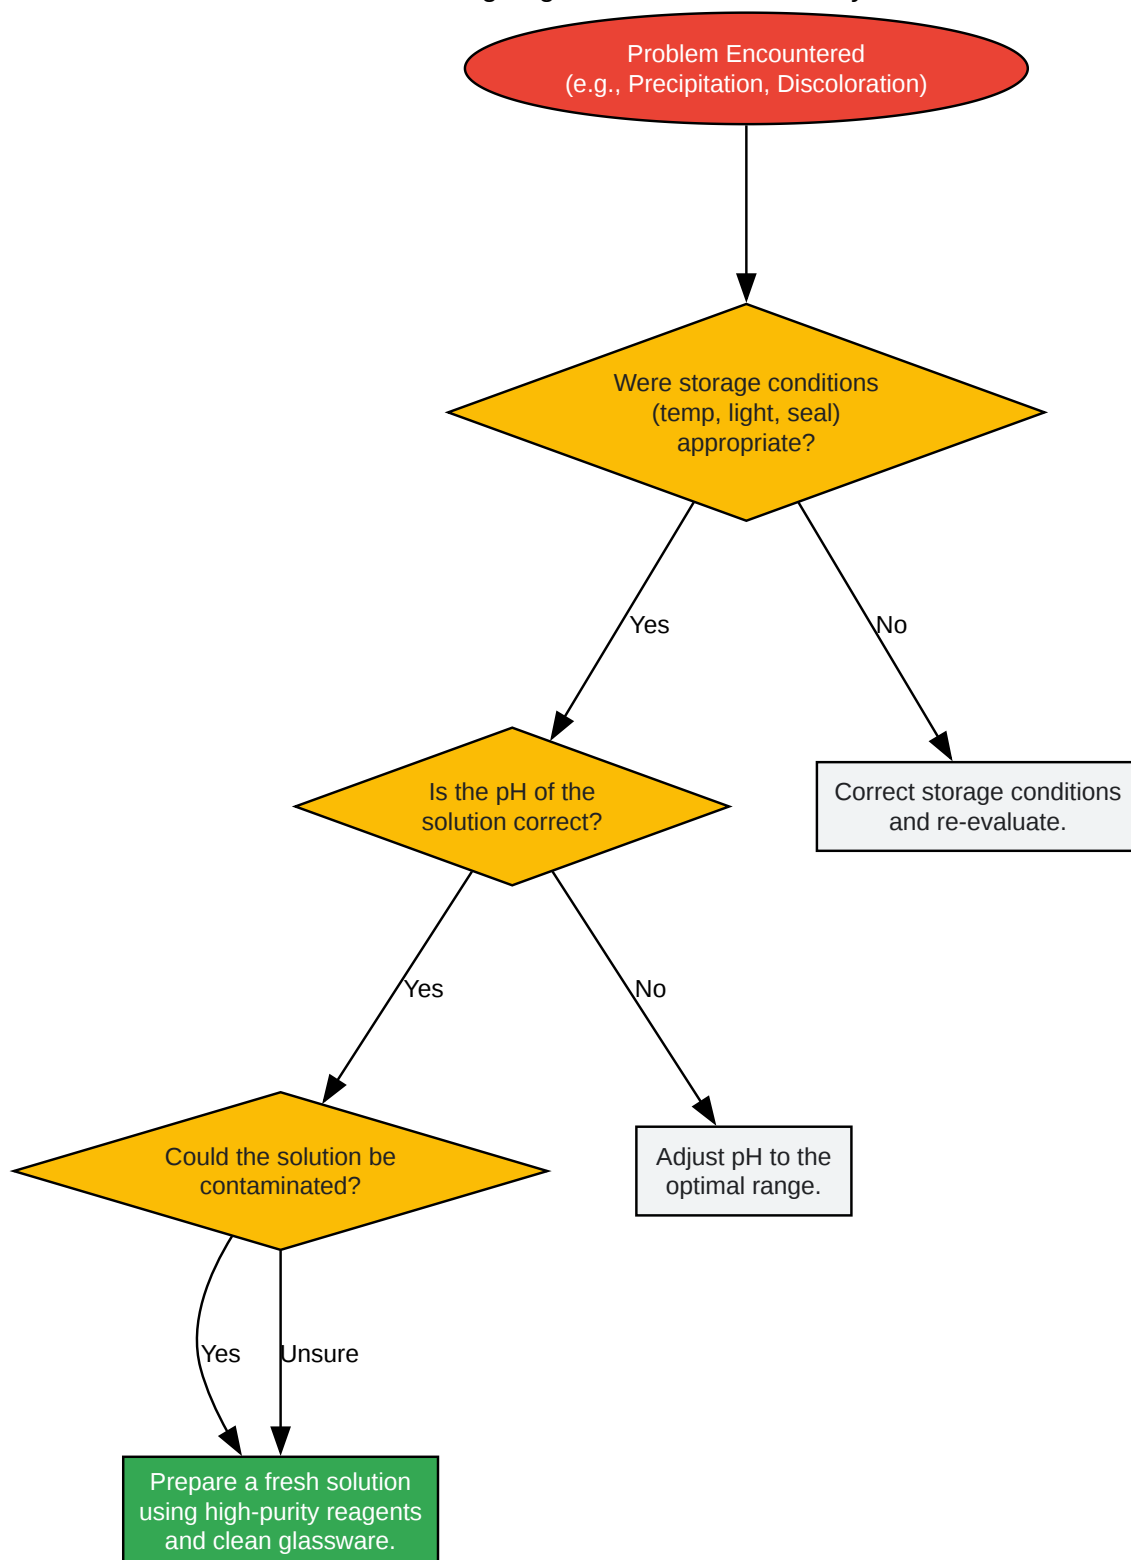 Problem Encountered
(e.g., Precipitation, Discoloration)
Were storage conditions
(temp, light, seal)
appropriate?
Yes
No
Is the pH of the
solution correct?
Correct storage conditions
and re-evaluate.
Yes
No
Could the solution be
contaminated?
Adjust pH to the
optimal range.
Yes
Unsure
Prepare a fresh solution
using high-purity reagents
and clean glassware.